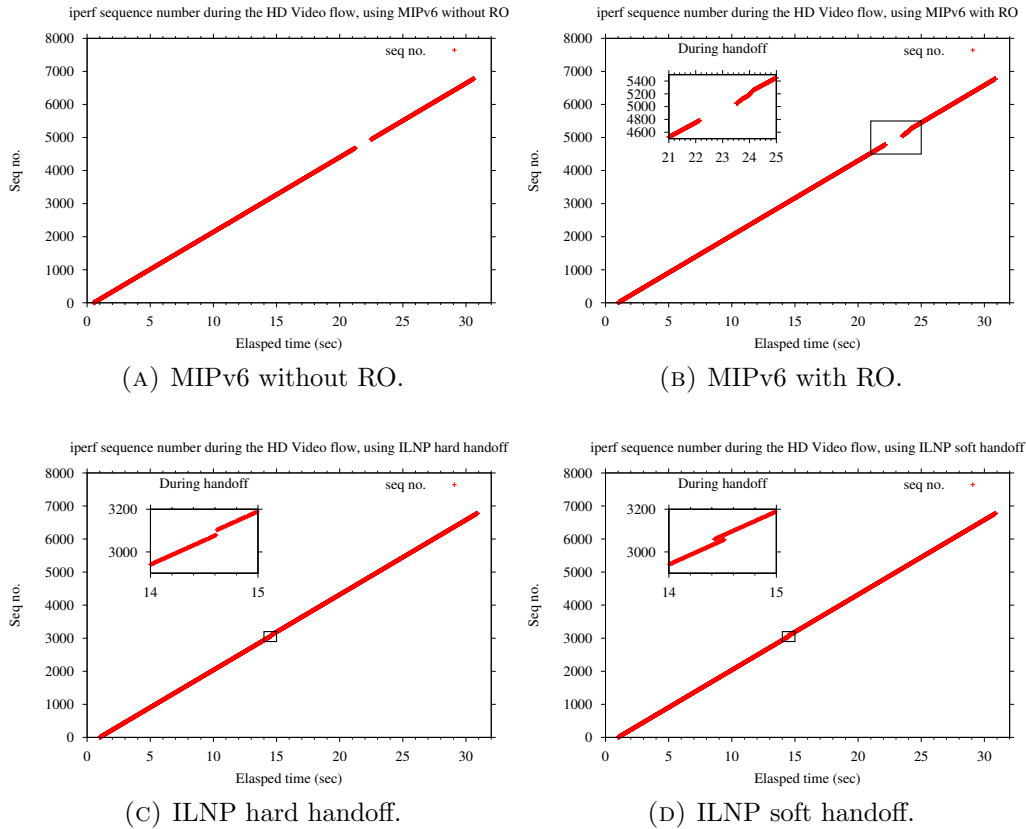 iperf sequence number during the HD Video flow, using MIPv6 without RO
8000
7000
6000
5000
4000
3000
2000
1000
0
Seq no.
seq no.
0 5 10 15 20 25 30
Elasped time (sec)
(A) MIPv6 without RO.
iperf sequence number during the HD Video flow, using MIPv6 with RO
8000
7000
6000
5000
4000
3000
2000
1000
0
Seq no.
During handoff
seq no.
5400
5200
5000
4800
4600
21 22 23 24 25
0 5 10 15 20 25 30
Elasped time (sec)
(B) MIPv6 with RO.
iperf sequence number during the HD Video flow, using ILNP hard handoff
8000
7000
6000
5000
4000
3000
2000
1000
0
Seq no.
During handoff
seq no.
3200
3000
14 15
0 5 10 15 20 25 30
Elasped time (sec)
(C) ILNP hard handoff.
iperf sequence number during the HD Video flow, using ILNP soft handoff
8000
7000
6000
5000
4000
3000
2000
1000
0
Seq no.
During handoff
seq no.
3200
3000
14 15
0 5 10 15 20 25 30
Elasped time (sec)
(D) ILNP soft handoff.